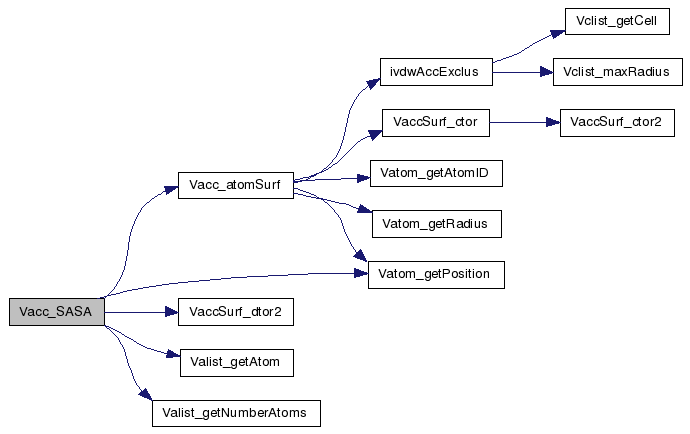 Vclist_getCell
ivdwAccExclus
Vclist_maxRadius
VaccSurf_ctor
VaccSurf_ctor2
Vacc_atomSurf
Vatom_getAtomID
Vatom_getRadius
Vatom_getPosition
Vacc_SASA
VaccSurf_dtor2
Valist_getAtom
Valist_getNumberAtoms